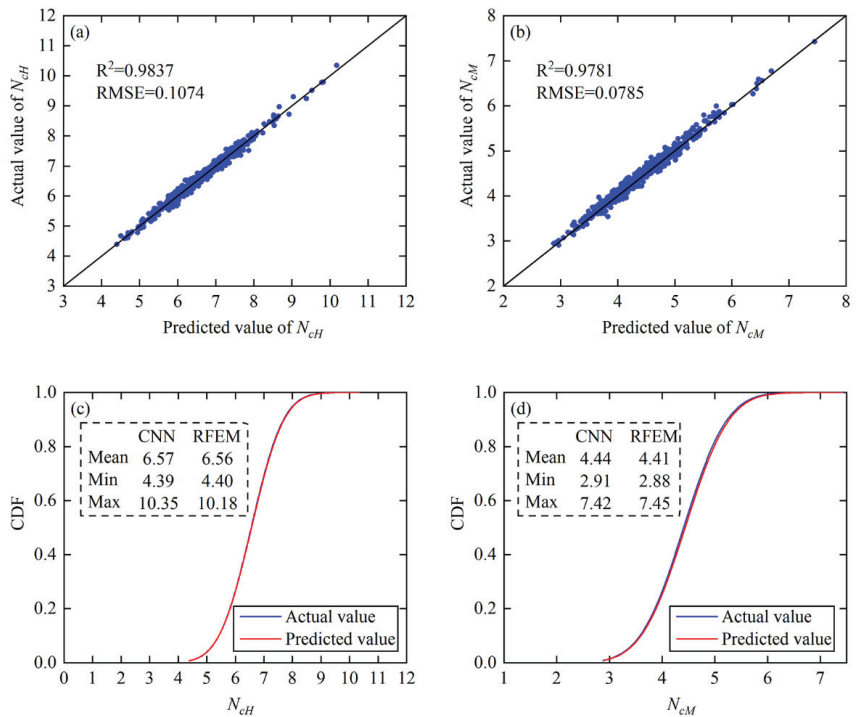 (a)
R²=0.9837
RMSE=0.1074
12
11
10
9
8
7
6
5
4
3
Actual value of N_cH
3 4 5 6 7 8 9 10 11 12
Predicted value of N_cH
(b)
R²=0.9781
RMSE=0.0785
8
7
6
5
4
3
2
Actual value of N_cM
2 3 4 5 6 7 8
Predicted value of N_cM
(c)
CNN RFEM
Mean 6.57 6.56
Min 4.39 4.40
Max 10.35 10.18
1.0
0.8
0.6
0.4
0.2
0.0
CDF
Actual value
Predicted value
0 1 2 3 4 5 6 7 8 9 10 11 12
N_cH
(d)
CNN RFEM
Mean 4.44 4.41
Min 2.91 2.88
Max 7.42 7.45
1.0
0.8
0.6
0.4
0.2
0.0
CDF
Actual value
Predicted value
1 2 3 4 5 6 7
N_cM